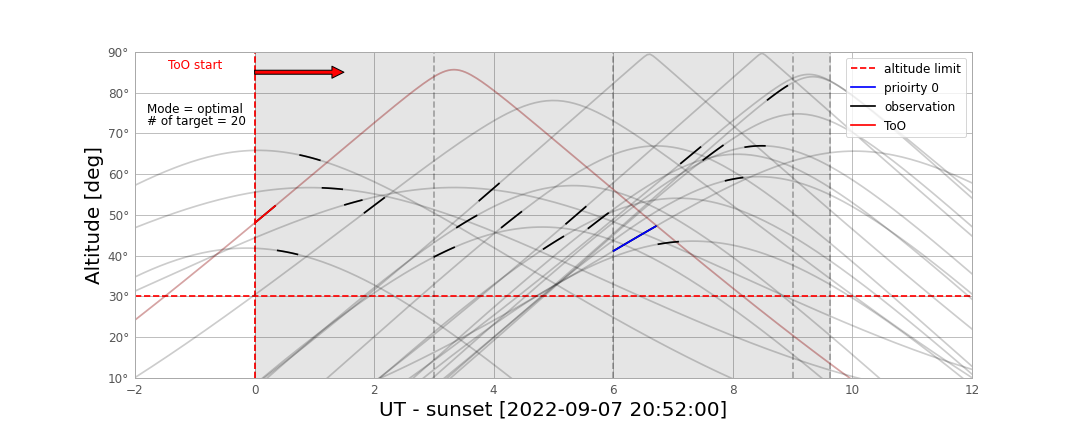 90°
80°
70°
60°
50°
40°
30°
20°
10°
Altitude [deg]
ToO start
Mode = optimal
# of target = 20
altitude limit
prioirty 0
observation
ToO
−2
0
2
4
6
8
10
12
UT - sunset [2022-09-07 20:52:00]